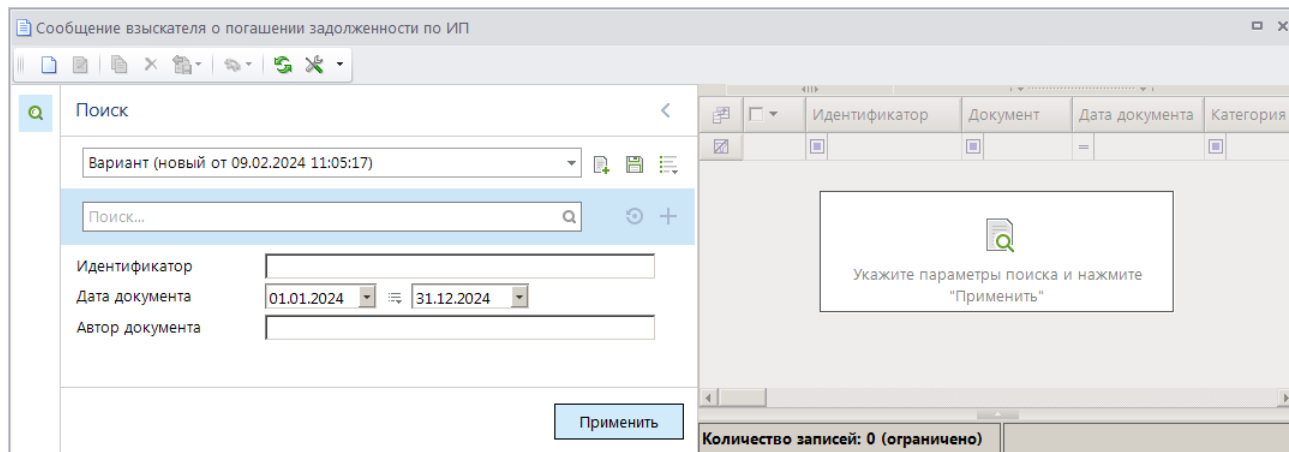 Сообщение взыскателя о погашении задолженности по ИП
Поиск
Вариант (новый от 09.02.2024 11:05:17)
Поиск...
Идентификатор
Дата документа 01.01.2024 31.12.2024
Автор документа
Применить
Идентификатор Документ Дата документа Категория
=
Укажите параметры поиска и нажмите
"Применить"
Количество записей: 0 (ограничено)